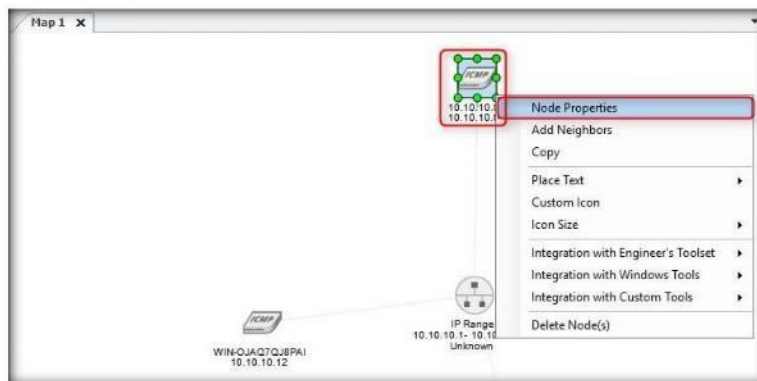 Map 1 X
ICMP
10.10.10.
10.10.10.
Node Properties
Add Neighbors
Copy
Place Text
Custom Icon
Icon Size
Integration with Engineer's Toolset
Integration with Windows Tools
Integration with Custom Tools
Delete Node(s)
ICMP
WIN-OJAQ7QJ8PAI
10.10.10.12
IP Range
10.10.10.1- 10.10
Unknown